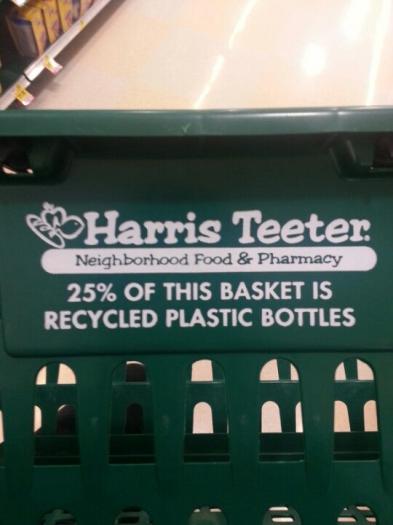 Harris Teeter
Neighborhood Food & Pharmacy
25% OF THIS BASKET IS
RECYCLED PLASTIC BOTTLES